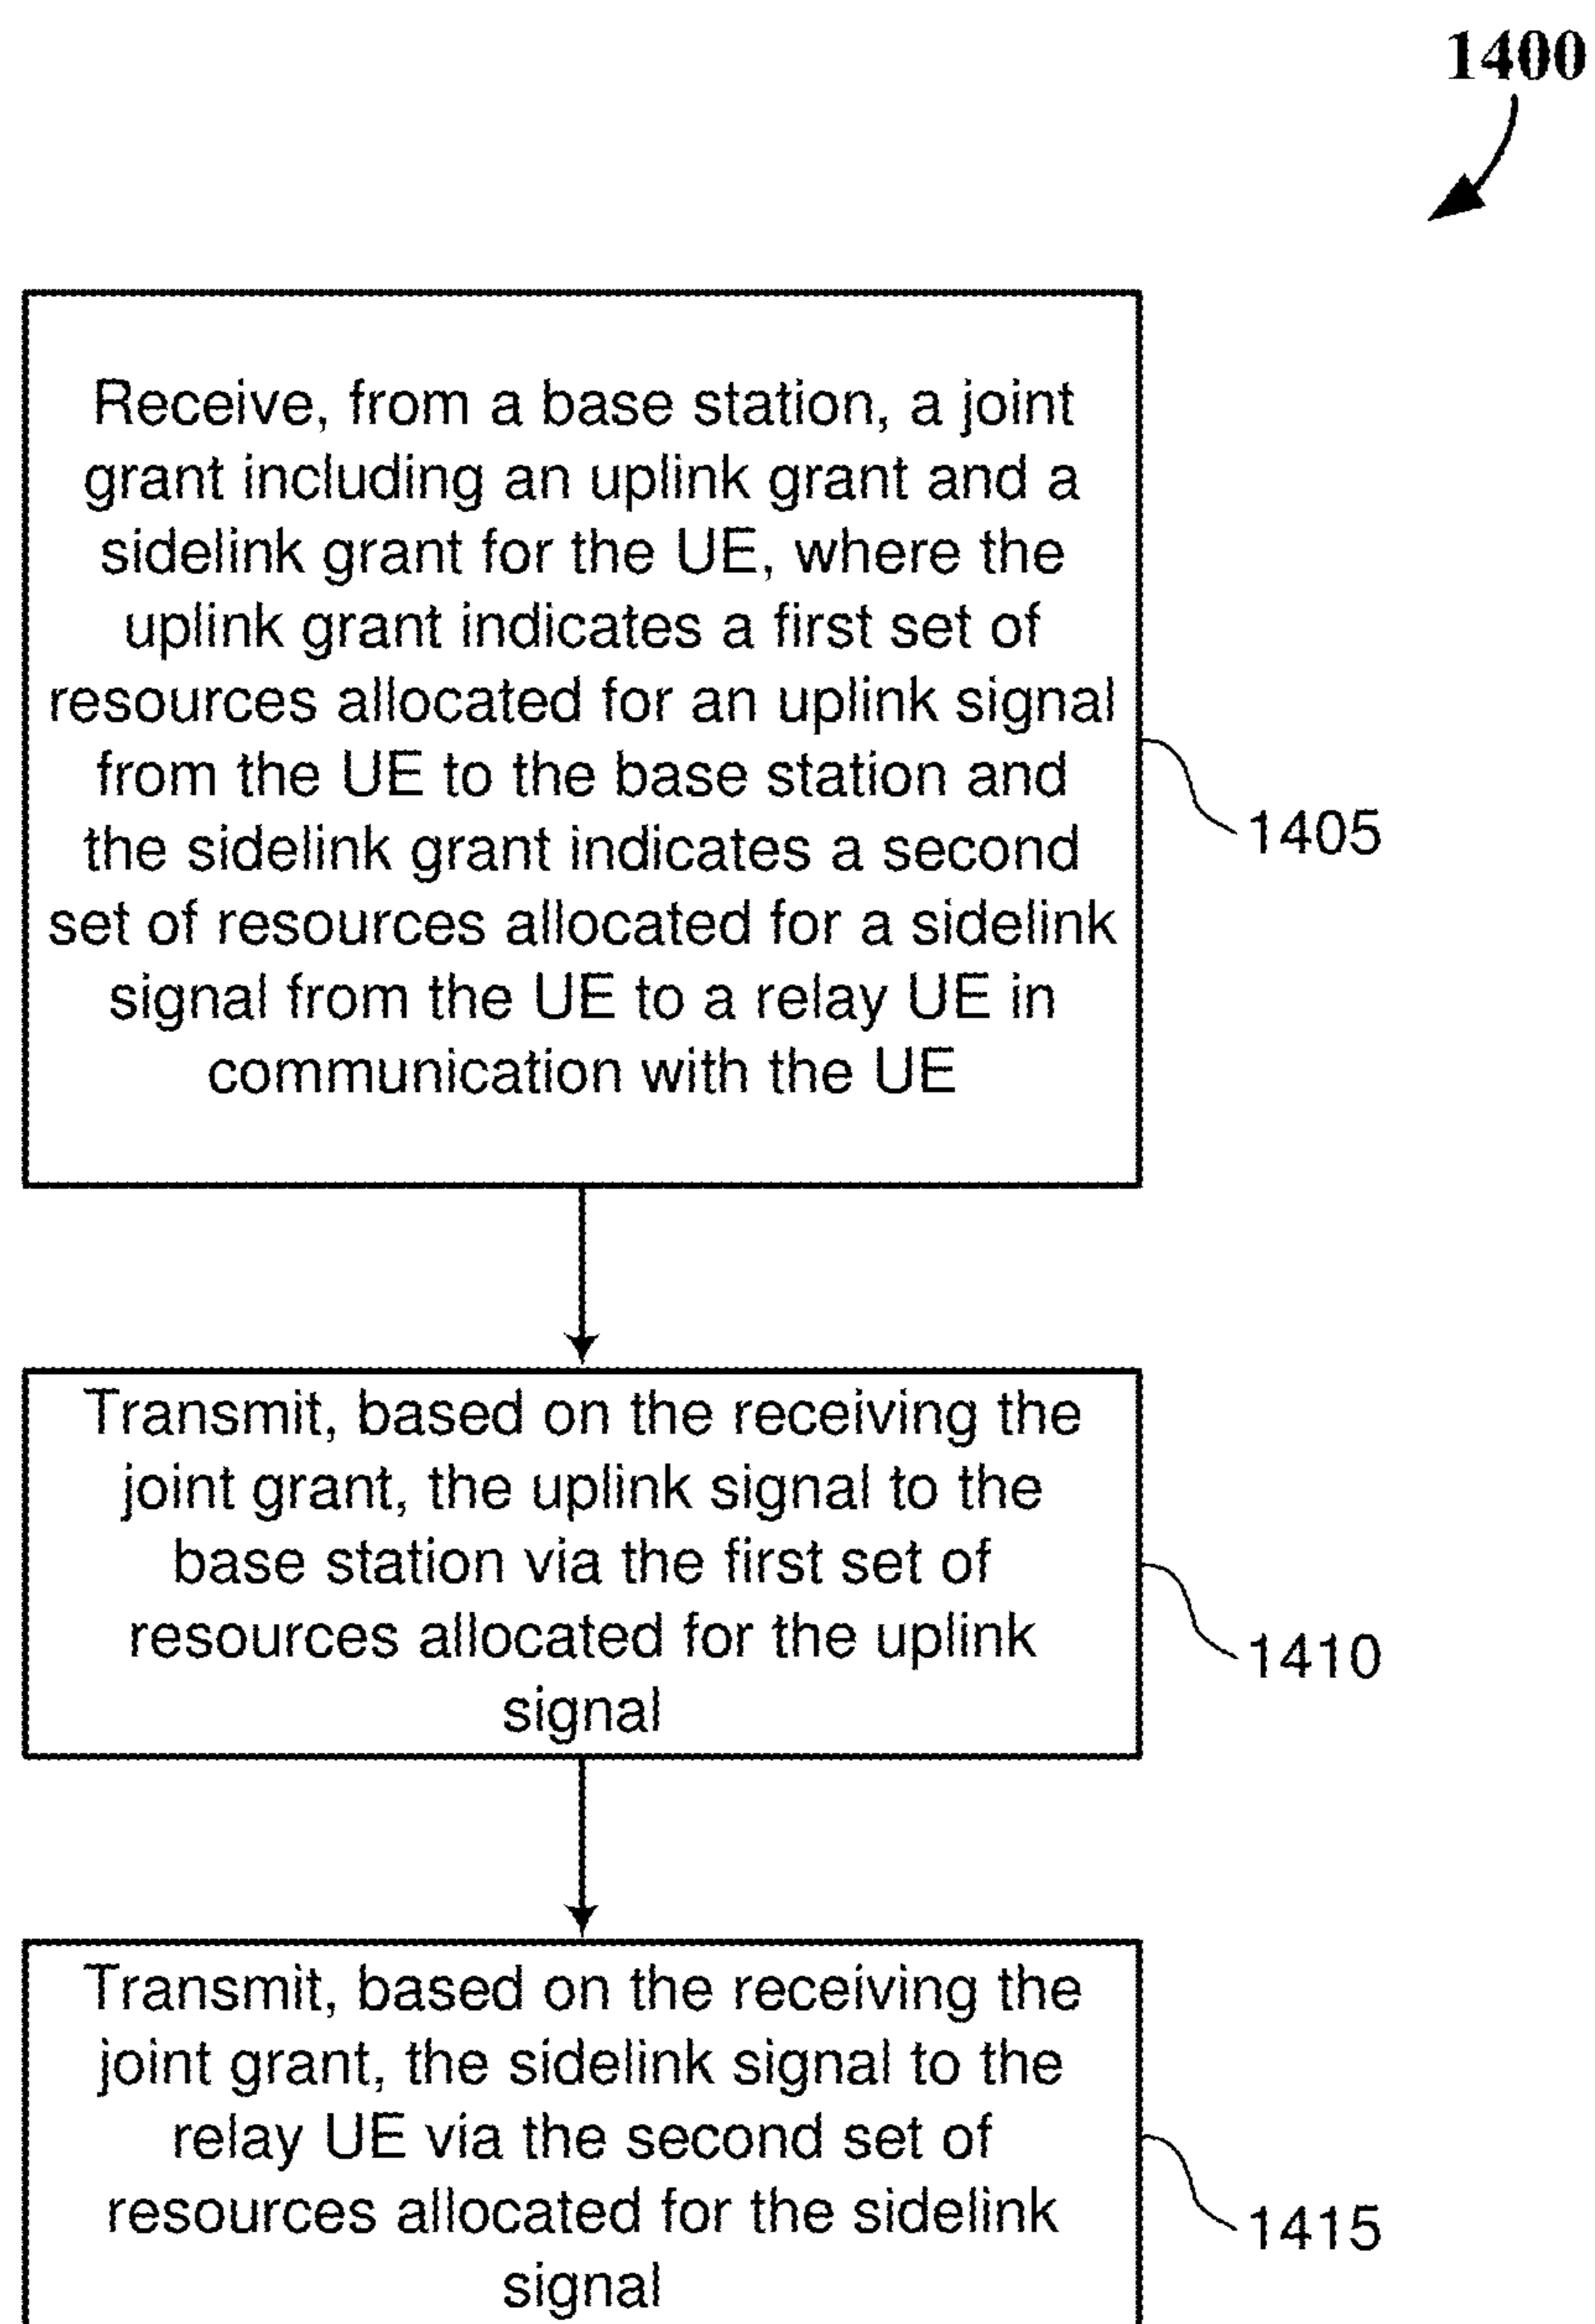 1400
Receive, from a base station, a joint
grant including an uplink grant and a
sidelink grant for the UE, where the
uplink grant indicates a first set of
resources allocated for an uplink signal
from the UE to the base station and
the sidelink grant indicates a second
set of resources allocated for a sidelink
signal from the UE to a relay UE in
communication with the UE
1405
Transmit, based on the receiving the
joint grant, the uplink signal to the
base station via the first set of
resources allocated for the uplink
signal
1410
Transmit, based on the receiving the
joint grant, the sidelink signal to the
relay UE via the second set of
resources allocated for the sidelink
signal
1415